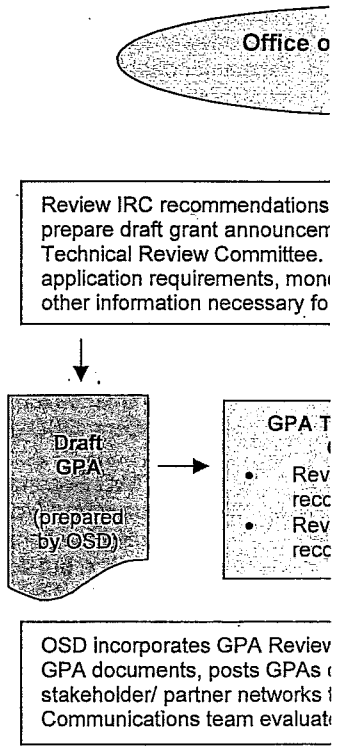 Office o
Review IRC recommendations
prepare draft grant announcem
Technical Review Committee.
application requirements, mon
other information necessary fo
Draft
GPA
(prepared
by OSD)
GPA T
• Rev
reco
• Rev
reco
OSD incorporates GPA Review
GPA documents, posts GPAs
stakeholder/ partner networks
Communications team evaluat